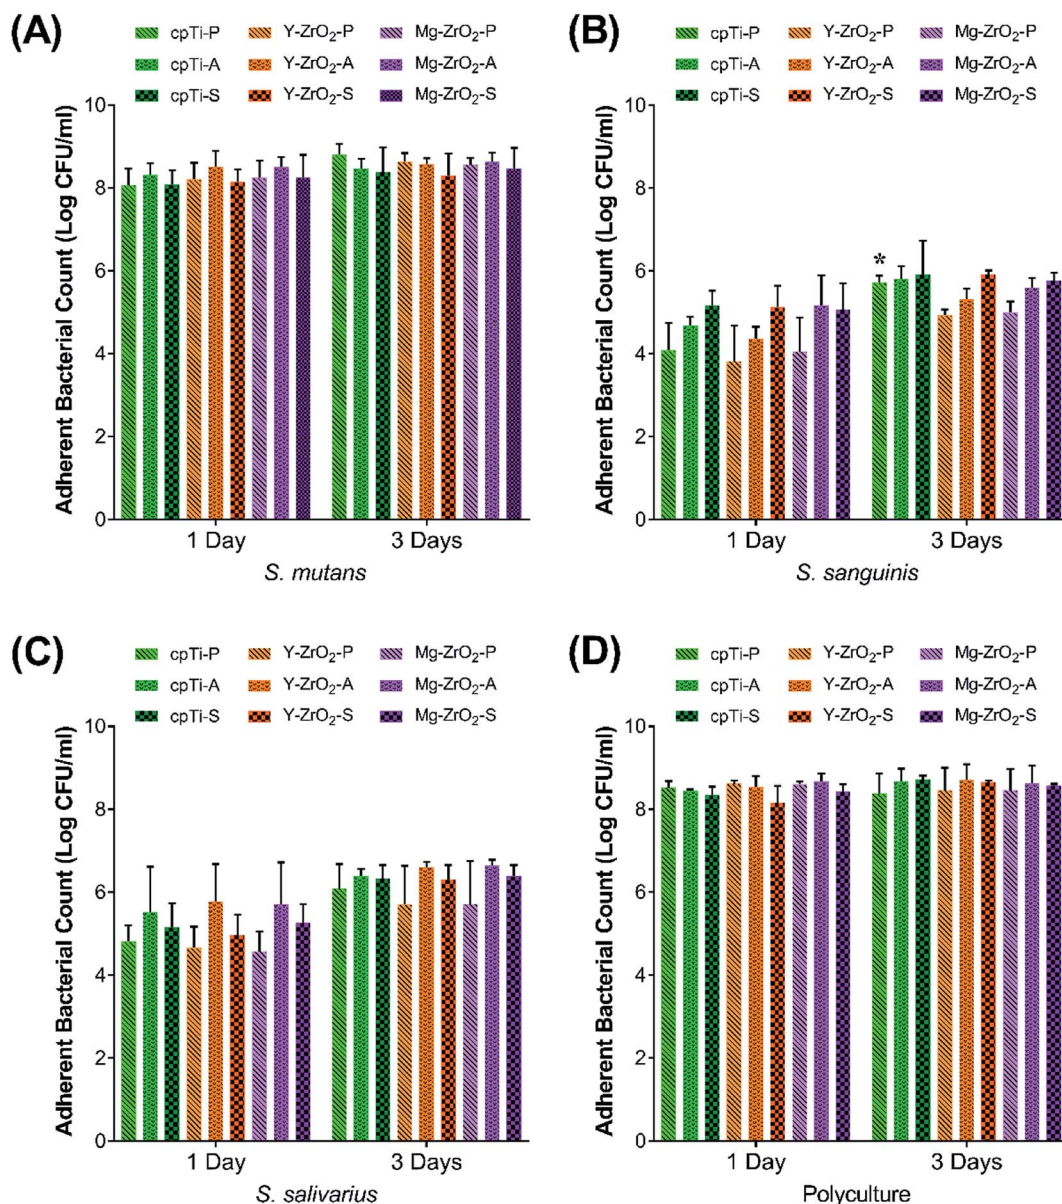 (A)
cpTi-P Y-ZrO₂-P Mg-ZrO₂-P
cpTi-A Y-ZrO₂-A Mg-ZrO₂-A
cpTi-S Y-ZrO₂-S Mg-ZrO₂-S
Adherent Bacterial Count (Log CFU/ml)
10
8
6
4
2
0
1 Day 3 Days
S. mutans
(B)
cpTi-P Y-ZrO₂-P Mg-ZrO₂-P
cpTi-A Y-ZrO₂-A Mg-ZrO₂-A
cpTi-S Y-ZrO₂-S Mg-ZrO₂-S
Adherent Bacterial Count (Log CFU/ml)
10
8
6
4
2
0
*
1 Day 3 Days
S. sanguinis
(C)
cpTi-P Y-ZrO₂-P Mg-ZrO₂-P
cpTi-A Y-ZrO₂-A Mg-ZrO₂-A
cpTi-S Y-ZrO₂-S Mg-ZrO₂-S
Adherent Bacterial Count (Log CFU/ml)
10
8
6
4
2
0
1 Day 3 Days
S. salivarius
(D)
cpTi-P Y-ZrO₂-P Mg-ZrO₂-P
cpTi-A Y-ZrO₂-A Mg-ZrO₂-A
cpTi-S Y-ZrO₂-S Mg-ZrO₂-S
Adherent Bacterial Count (Log CFU/ml)
10
8
6
4
2
0
1 Day 3 Days
Polyculture